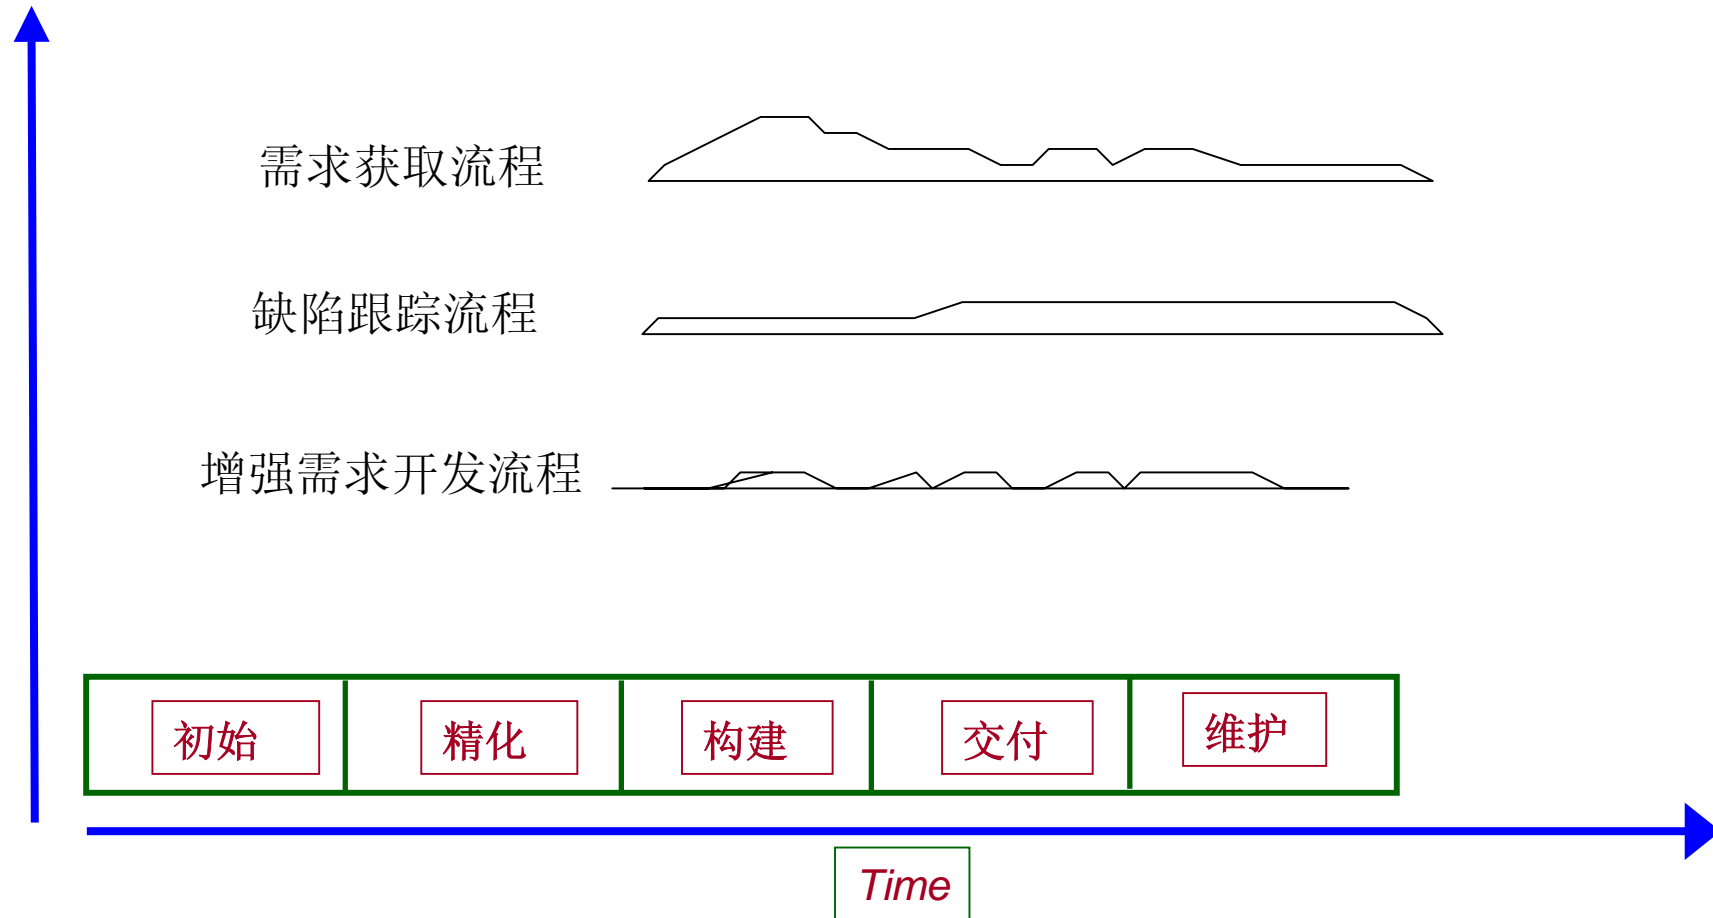 需求获取流程
缺陷跟踪流程
增强需求开发流程
初始
精化
构建
交付
维护
Time